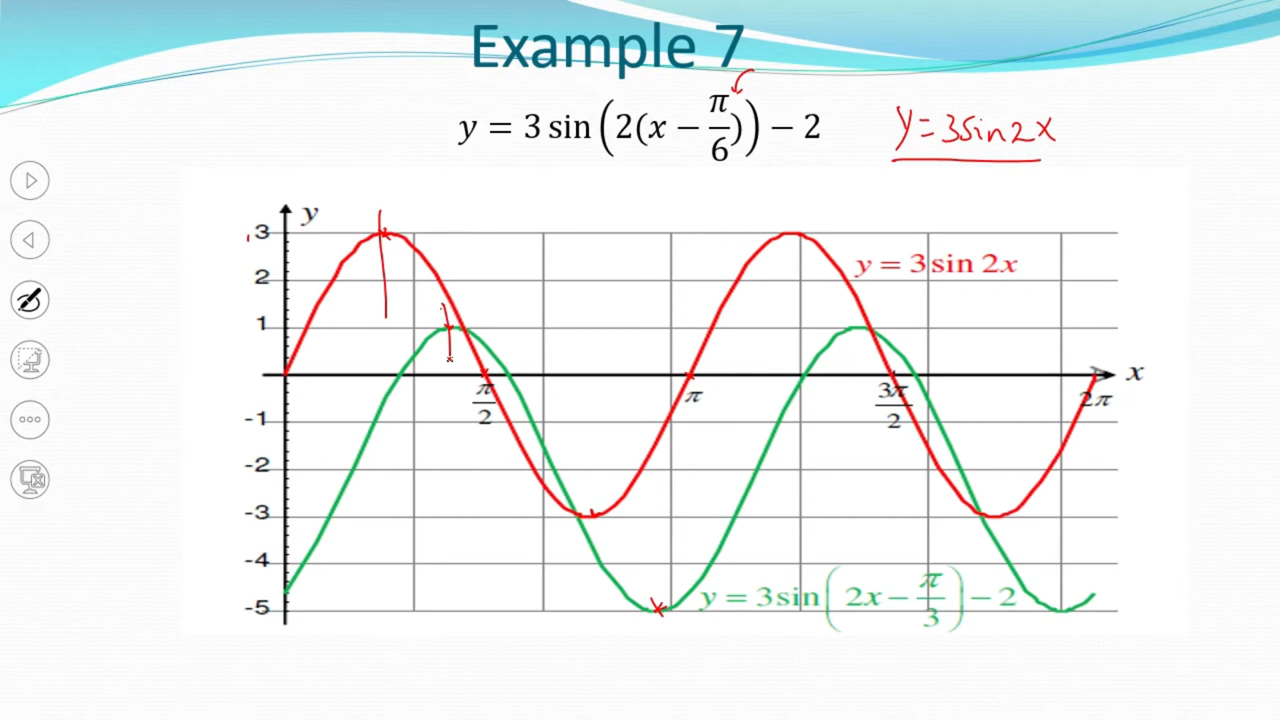 Example 7
y = 3 sin (2(x − π/6)) − 2
y = 3sin2x
y
3
2
1
-1
-2
-3
-4
-5
y = 3 sin 2x
x
π/2
π
3π/2
2π
y = 3 sin (2x − π/3) − 2